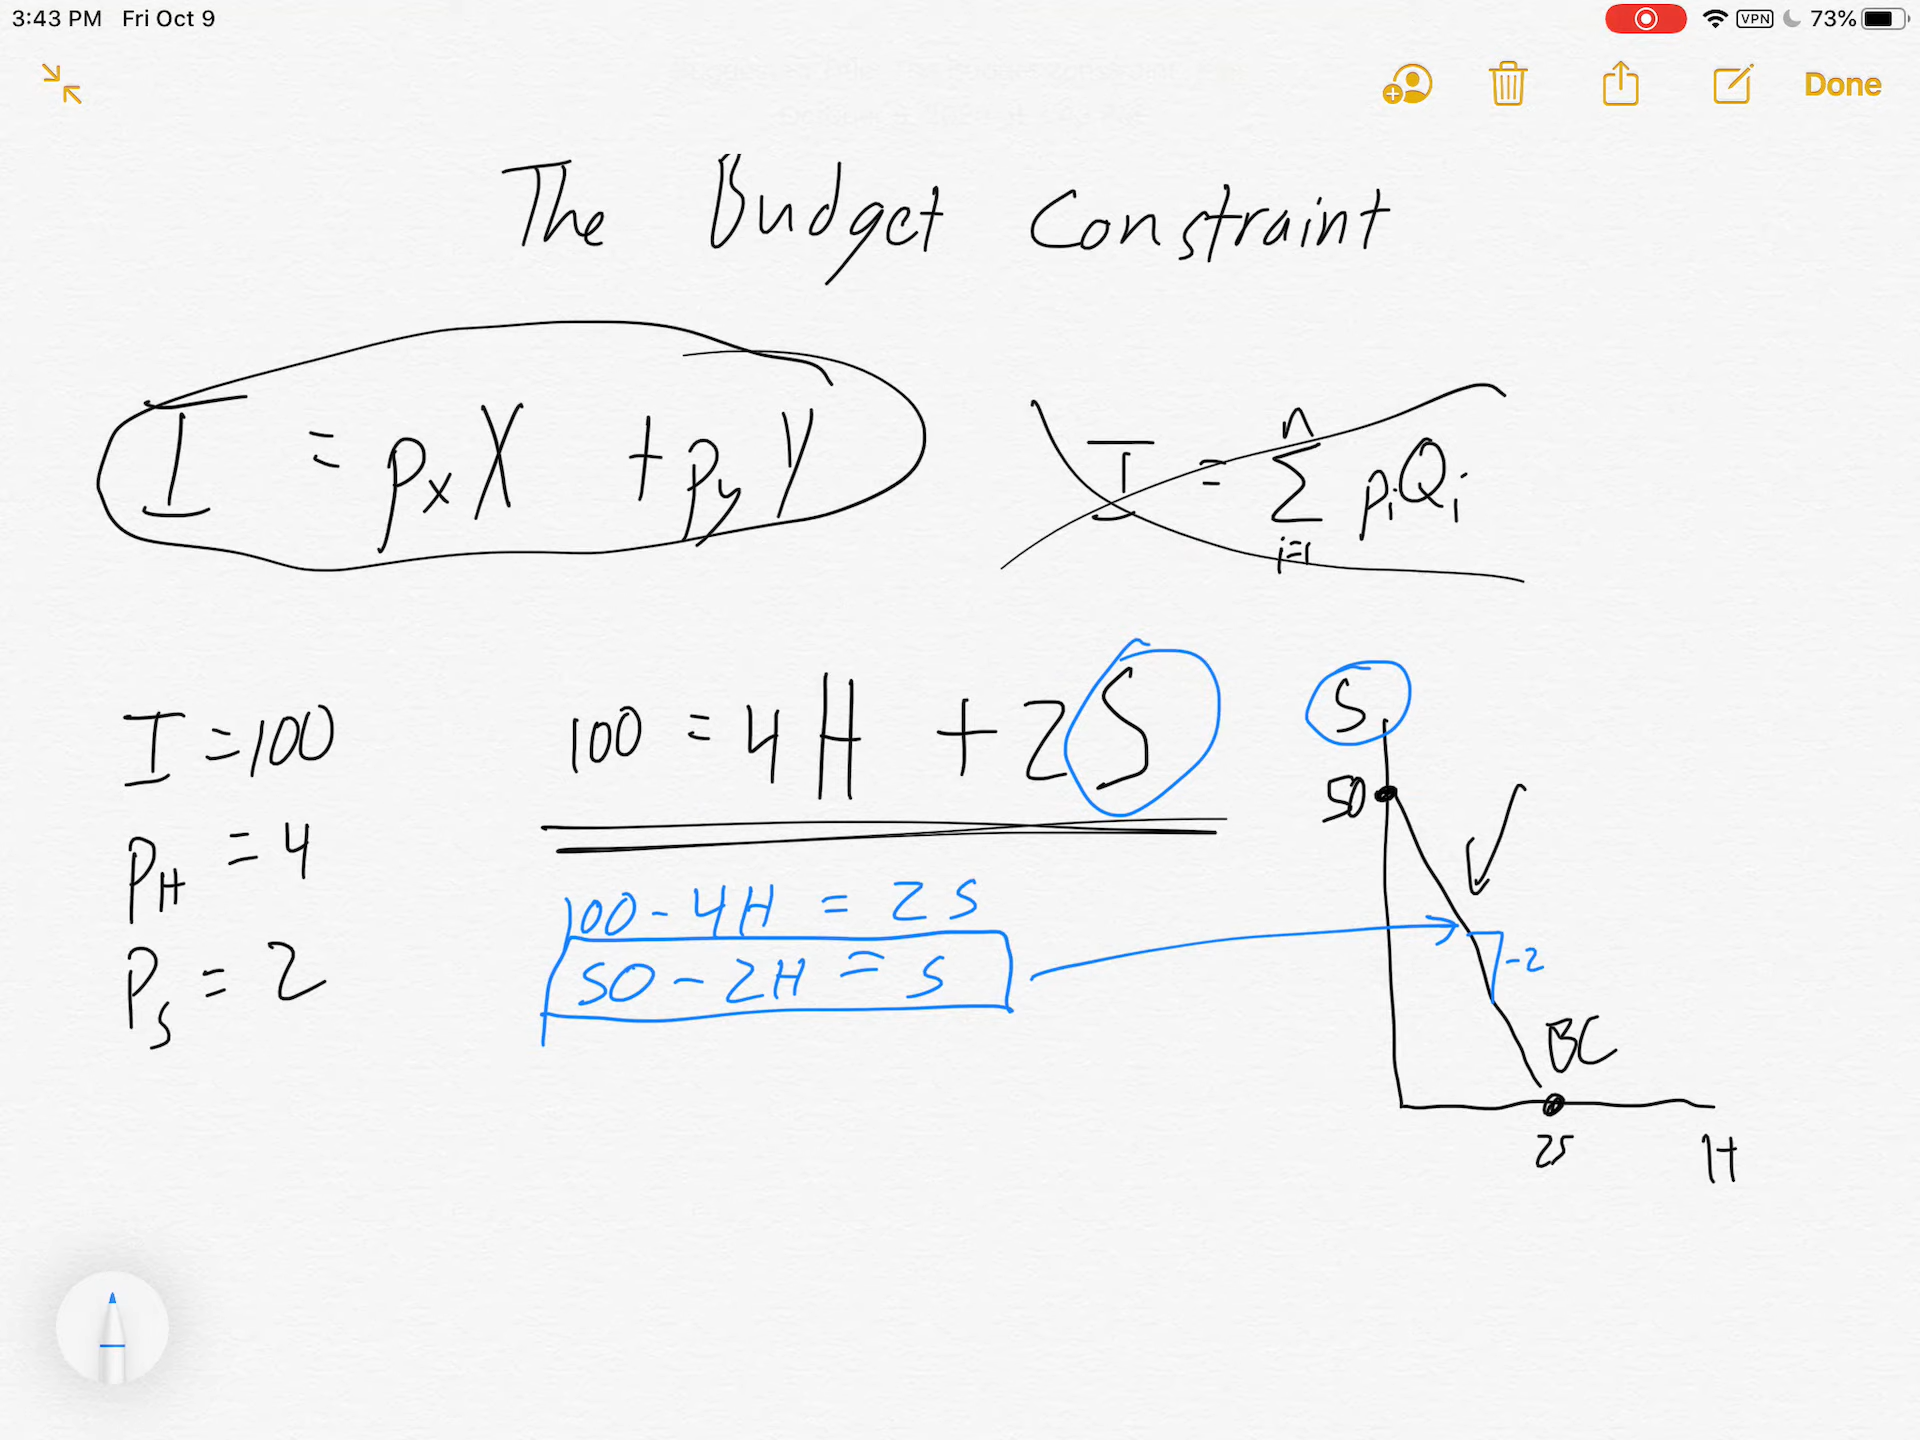 3:43 PM Fri Oct 9
VPN 73%
Done
The Budget Constraint
I = pxX + pyY
I = n ∑ i=1 piQi
I = 100
PH = 4
Ps = 2
100 = 4H + 2S
100 - 4H = 2S
50 - 2H = S
S
50
-2
BC
25
H